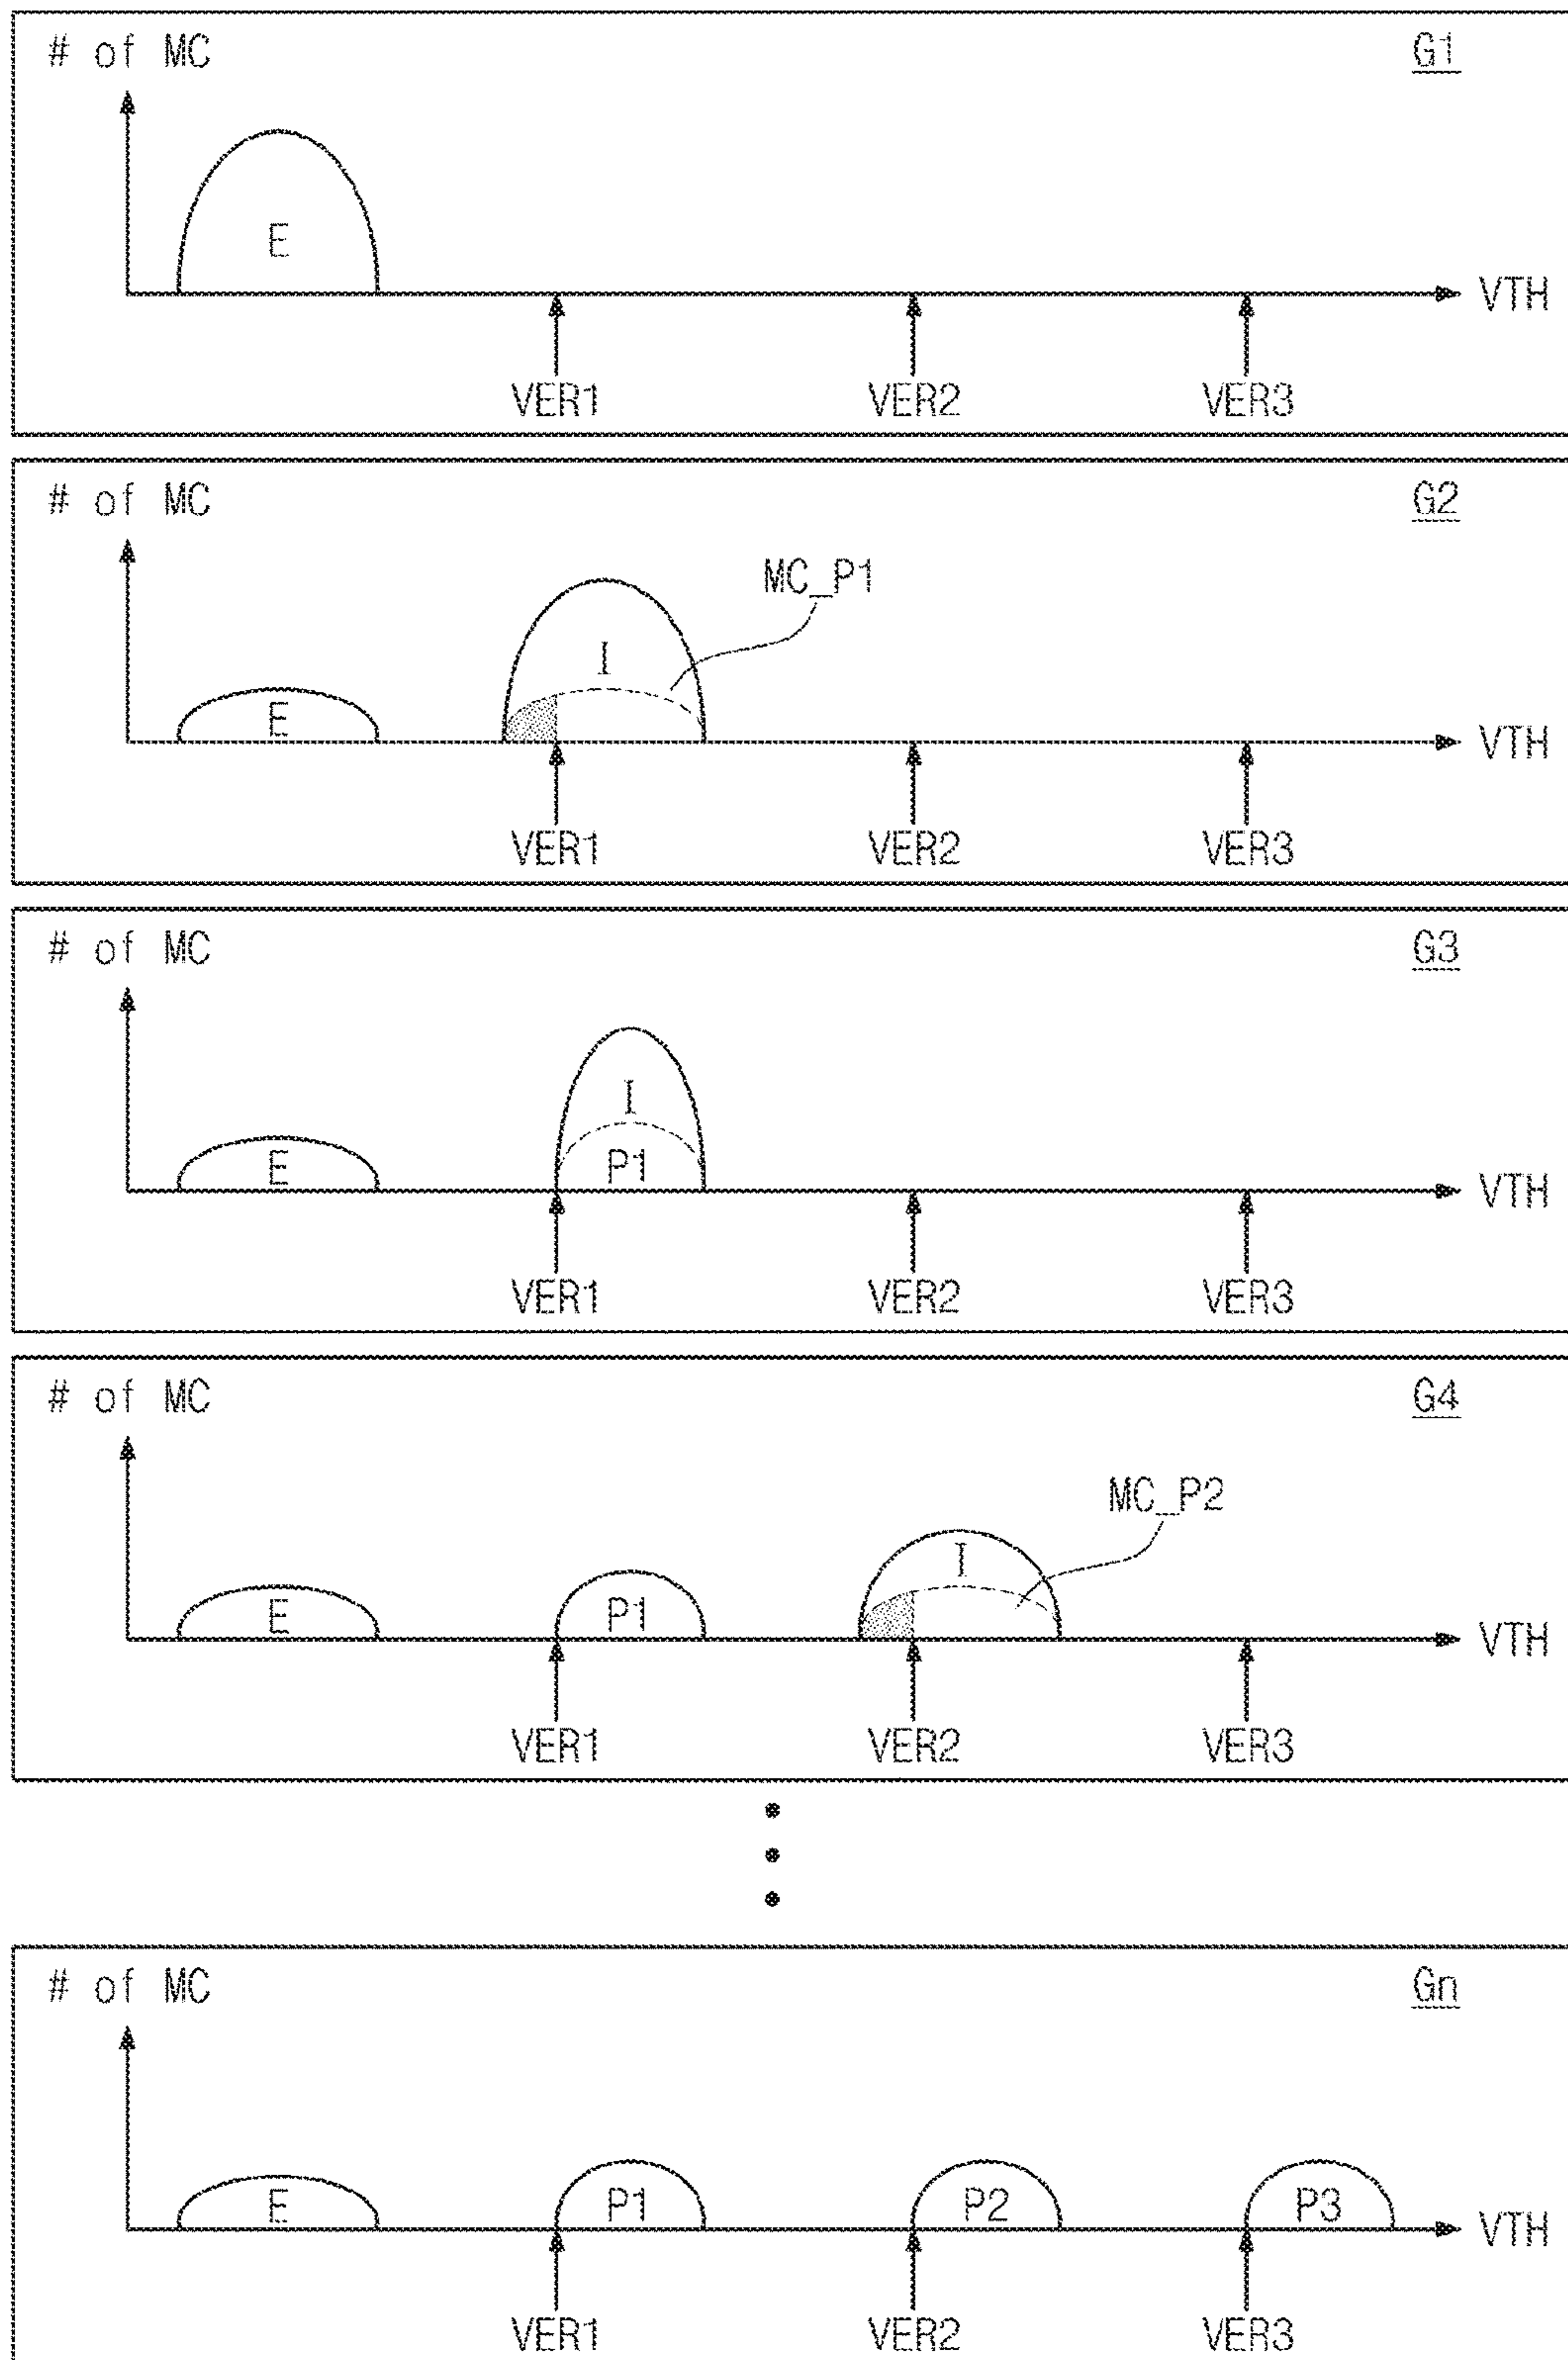 # of MC G1
E
VTH
VER1 VER2 VER3
# of MC G2
MC_P1
I
E
VTH
VER1 VER2 VER3
# of MC G3
I
E P1
VTH
VER1 VER2 VER3
# of MC G4
MC_P2
I
E P1
VTH
VER1 VER2 VER3
# of MC Gn
E P1 P2 P3
VTH
VER1 VER2 VER3